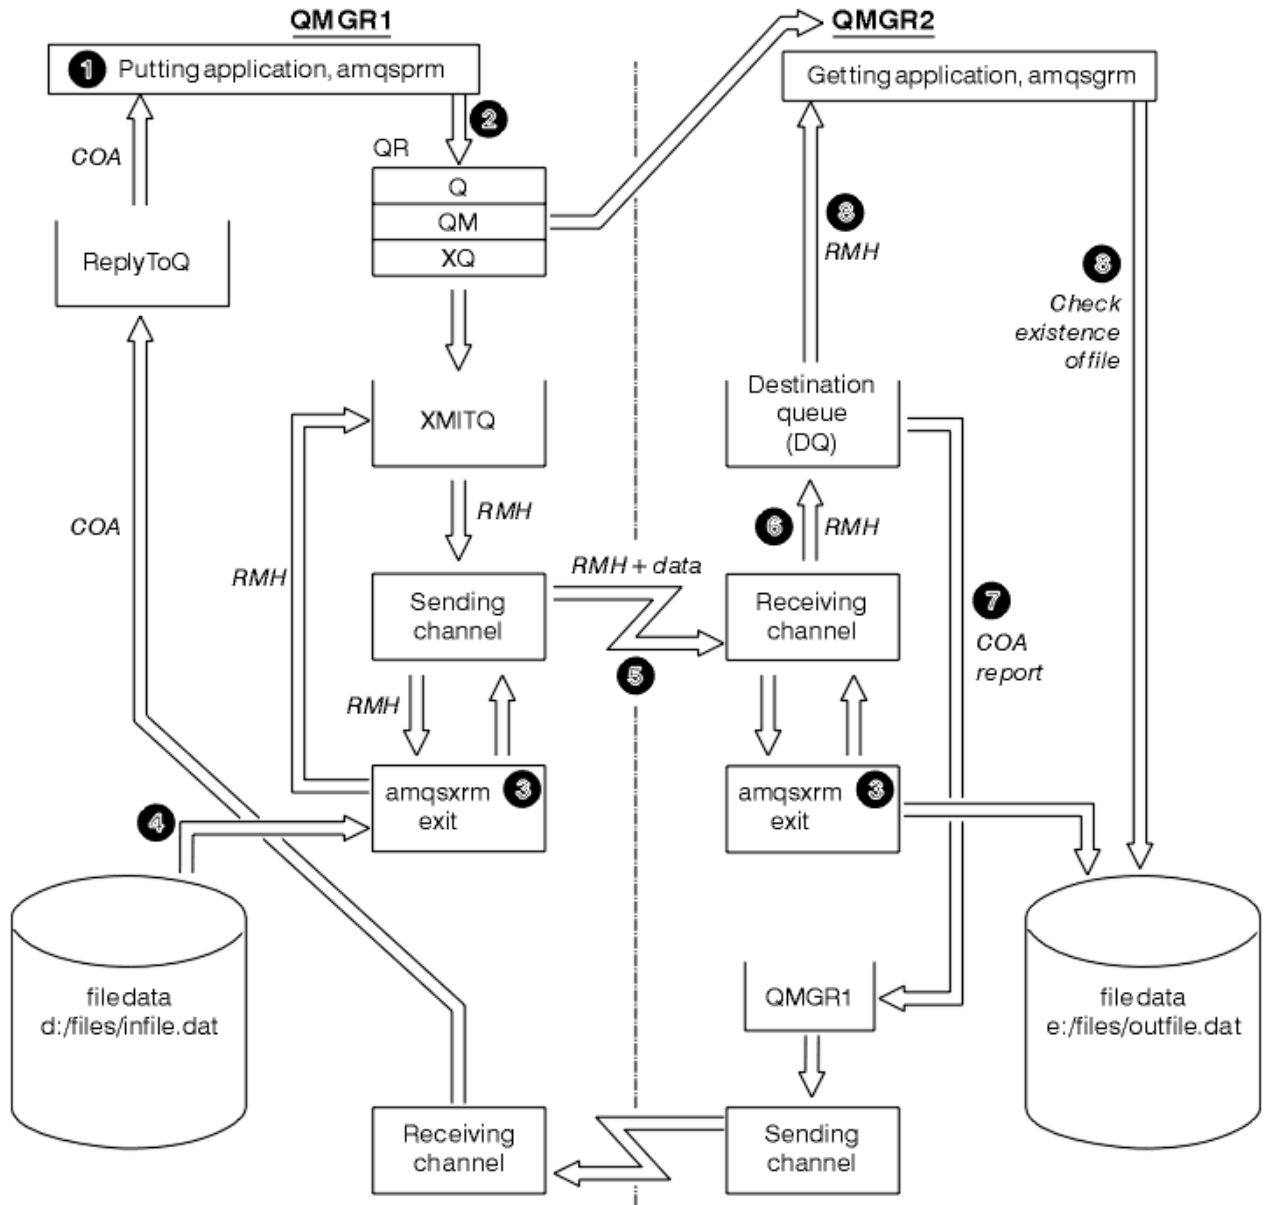 QMGR1
QMGR2
1 Putting application, amqsprm
Getting application, amqsgrm
2
COA
QR
Q
QM
XQ
8
RMH
ReplyToQ
8
Check
existence
of file
Destination
queue
(DQ)
XMITQ
RMH
6
RMH
COA
RMH
RMH + data
Sending
channel
Receiving
channel
7
COA
report
5
RMH
amqsxrm
exit
3
amqsxrm
exit
3
4
file data
d:/files/infile.dat
QMGR1
file data
e:/files/outfile.dat
Receiving
channel
Sending
channel